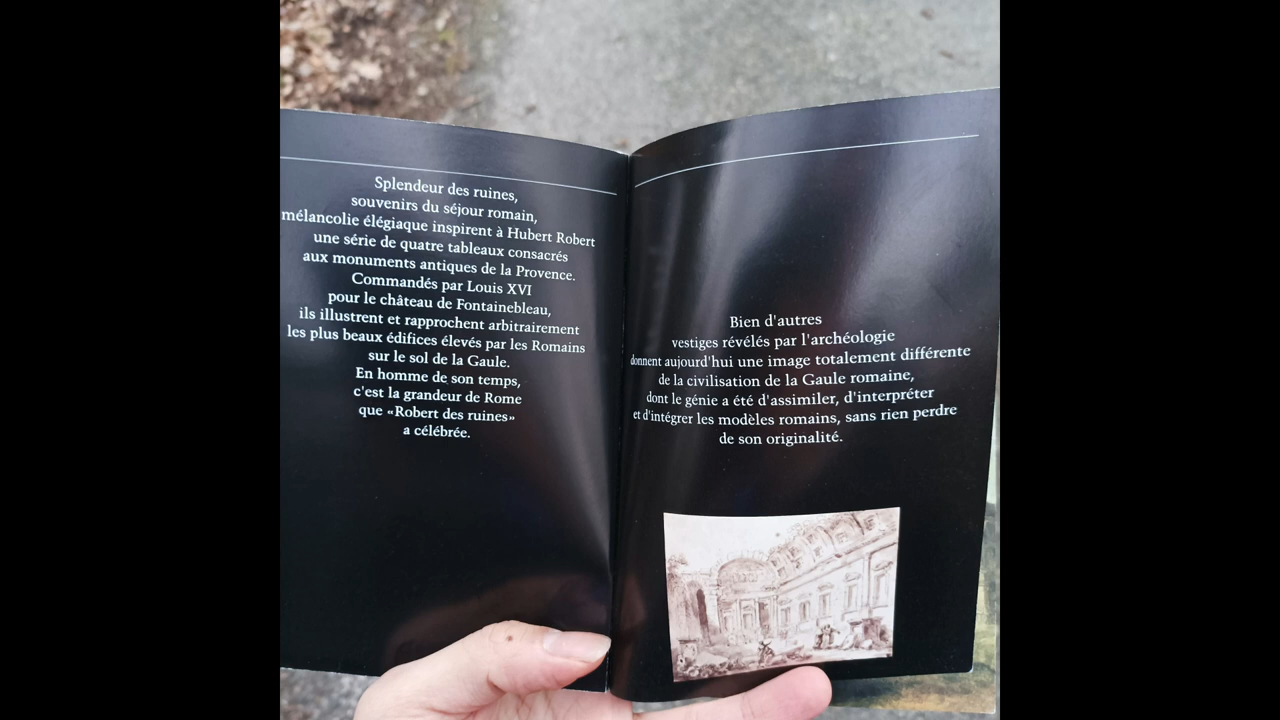 Splendeur des ruines,
souvenirs du séjour romain,
mélancolie élégiaque inspirent à Hubert Robert
une série de quatre tableaux consacrés
aux monuments antiques de la Provence.
Commandés par Louis XVI
pour le château de Fontainebleau,
ils illustrent et rapprochent arbitrairement
les plus beaux édifices élevés par les Romains
sur le sol de la Gaule.
En homme de son temps,
c'est la grandeur de Rome
que «Robert des ruines»
a célébrée.
Bien d'autres
vestiges révélés par l'archéologie
donnent aujourd'hui une image totalement différente
de la civilisation de la Gaule romaine,
dont le génie a été d'assimiler, d'interpréter
et d'intégrer les modèles romains, sans rien perdre
de son originalité.